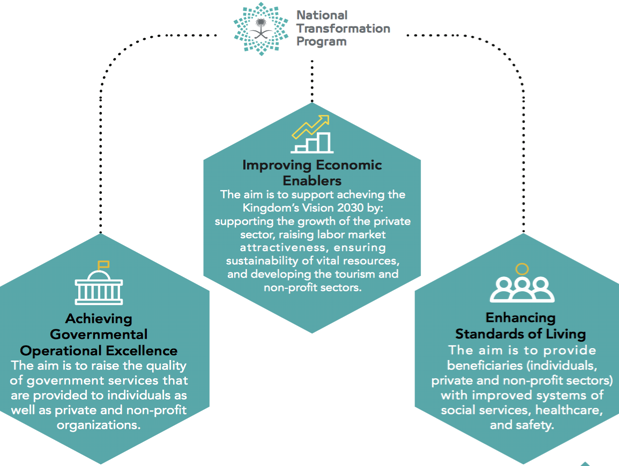 National
Transformation
Program
Improving Economic
Enablers
The aim is to support acheving the
Kingdom's Vision 2030 by:
supporting the growth of the private
sector, raising labor market
attractiveness, ensuring
sustainability of vital resources,
and developing the tourism and
non-profit sectors.
Achieving
Governmental
Operational Excellence
The aim is to raise the quality
of government services that
are provided to individuals as
well as private and non-profit
organizations.
Enhancing
Standards of Living
The aim is to provide
beneficiaries (individuals,
private and non-profit sectors)
with improved systems of
social services, healthcare,
and safety.